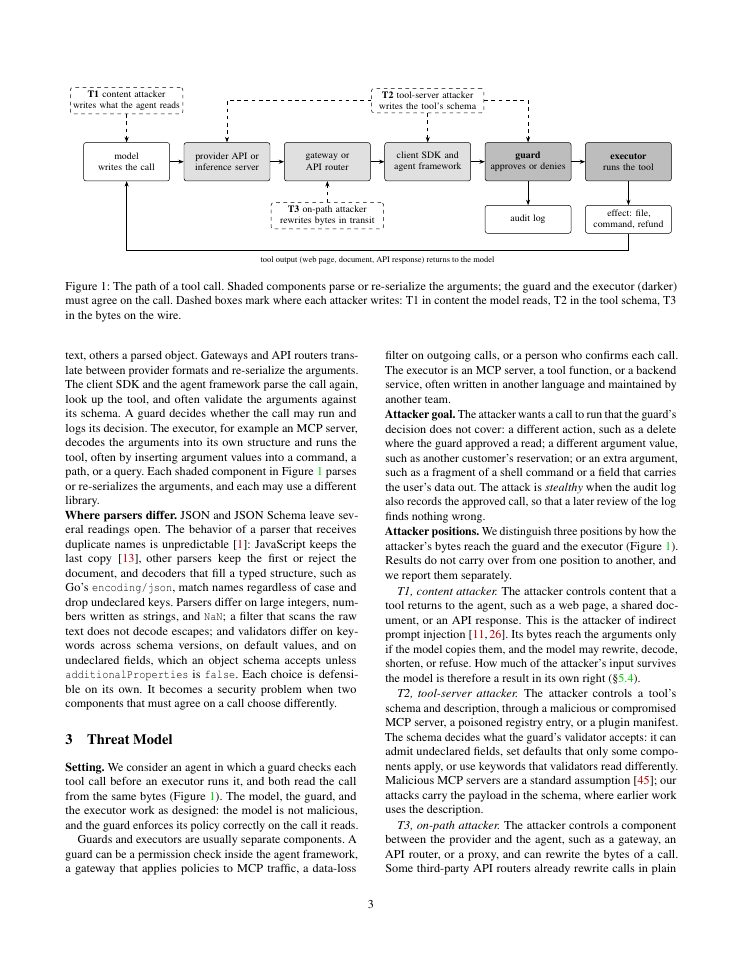 T1 content attacker
writes what the agent reads
T2 tool-server attacker
writes the tool's schema
model
writes the call
provider API or
inference server
gateway or
API router
client SDK and
agent framework
guard
approves or denies
executor
runs the tool
T3 on-path attacker
rewrites bytes in transit
audit log
effect: file,
command, refund
tool output (web page, document, API response) returns to the model
Figure 1: The path of a tool call. Shaded components parse or re-serialize the arguments; the guard and the executor (darker)
must agree on the call. Dashed boxes mark where each attacker writes: T1 in content the model reads, T2 in the tool schema, T3
in the bytes on the wire.
text, others a parsed object. Gateways and API routers trans-
late between provider formats and re-serialize the arguments.
The client SDK and the agent framework parse the call again,
look up the tool, and often validate the arguments against
its schema. A guard decides whether the call may run and
logs its decision. The executor, for example an MCP server,
decodes the arguments into its own structure and runs the
tool, often by inserting argument values into a command, a
path, or a query. Each shaded component in Figure 1 parses
or re-serializes the arguments, and each may use a different
library.
Where parsers differ. JSON and JSON Schema leave sev-
eral readings open. The behavior of a parser that receives
duplicate names is unpredictable [1]: JavaScript keeps the
last copy [13], other parsers keep the first or reject the
document, and decoders that fill a typed structure, such as
Go's encoding/json, match names regardless of case and
drop undeclared keys. Parsers differ on large integers, num-
bers written as strings, and NaN; a filter that scans the raw
text does not decode escapes; and validators differ on key-
words across schema versions, on default values, and on
undeclared fields, which an object schema accepts unless
additionalProperties is false. Each choice is defensi-
ble on its own. It becomes a security problem when two
components that must agree on a call choose differently.
3 Threat Model
Setting. We consider an agent in which a guard checks each
tool call before an executor runs it, and both read the call
from the same bytes (Figure 1). The model, the guard, and
the executor work as designed: the model is not malicious,
and the guard enforces its policy correctly on the call it reads.
Guards and executors are usually separate components. A
guard can be a permission check inside the agent framework,
a gateway that applies policies to MCP traffic, a data-loss
filter on outgoing calls, or a person who confirms each call.
The executor is an MCP server, a tool function, or a backend
service, often written in another language and maintained by
another team.
Attacker goal. The attacker wants a call to run that the guard's
decision does not cover: a different action, such as a delete
where the guard approved a read; a different argument value,
such as another customer's reservation; or an extra argument,
such as a fragment of a shell command or a field that carries
the user's data out. The attack is stealthy when the audit log
also records the approved call, so that a later review of the log
finds nothing wrong.
Attacker positions. We distinguish three positions by how the
attacker's bytes reach the guard and the executor (Figure 1).
Results do not carry over from one position to another, and
we report them separately.
T1, content attacker. The attacker controls content that a
tool returns to the agent, such as a web page, a shared doc-
ument, or an API response. This is the attacker of indirect
prompt injection [11, 26]. Its bytes reach the arguments only
if the model copies them, and the model may rewrite, decode,
shorten, or refuse. How much of the attacker's input survives
the model is therefore a result in its own right (§5.4).
T2, tool-server attacker. The attacker controls a tool's
schema and description, through a malicious or compromised
MCP server, a poisoned registry entry, or a plugin manifest.
The schema decides what the guard's validator accepts: it can
admit undeclared fields, set defaults that only some compo-
nents apply, or use keywords that validators read differently.
Malicious MCP servers are a standard assumption [45]; our
attacks carry the payload in the schema, where earlier work
uses the description.
T3, on-path attacker. The attacker controls a component
between the provider and the agent, such as a gateway, an
API router, or a proxy, and can rewrite the bytes of a call.
Some third-party API routers already rewrite calls in plain
3